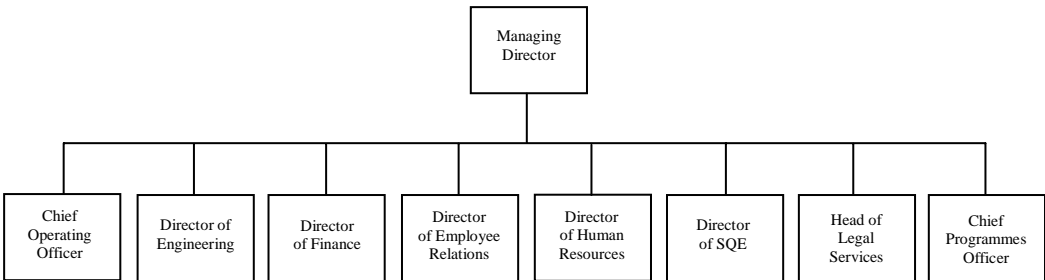 Managing
Director
Chief
Operating
Officer
Director of
Engineering
Director
of Finance
Director
of Employee
Relations
Director
of Human
Resources
Director
of SQE
Head of
Legal
Services
Chief
Programmes
Officer